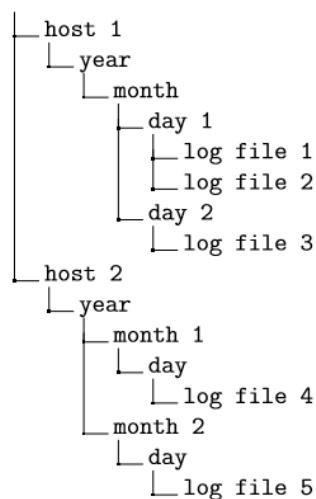 host 1
year
month
day 1
log file 1
log file 2
day 2
log file 3
host 2
year
month 1
day
log file 4
month 2
day
log file 5